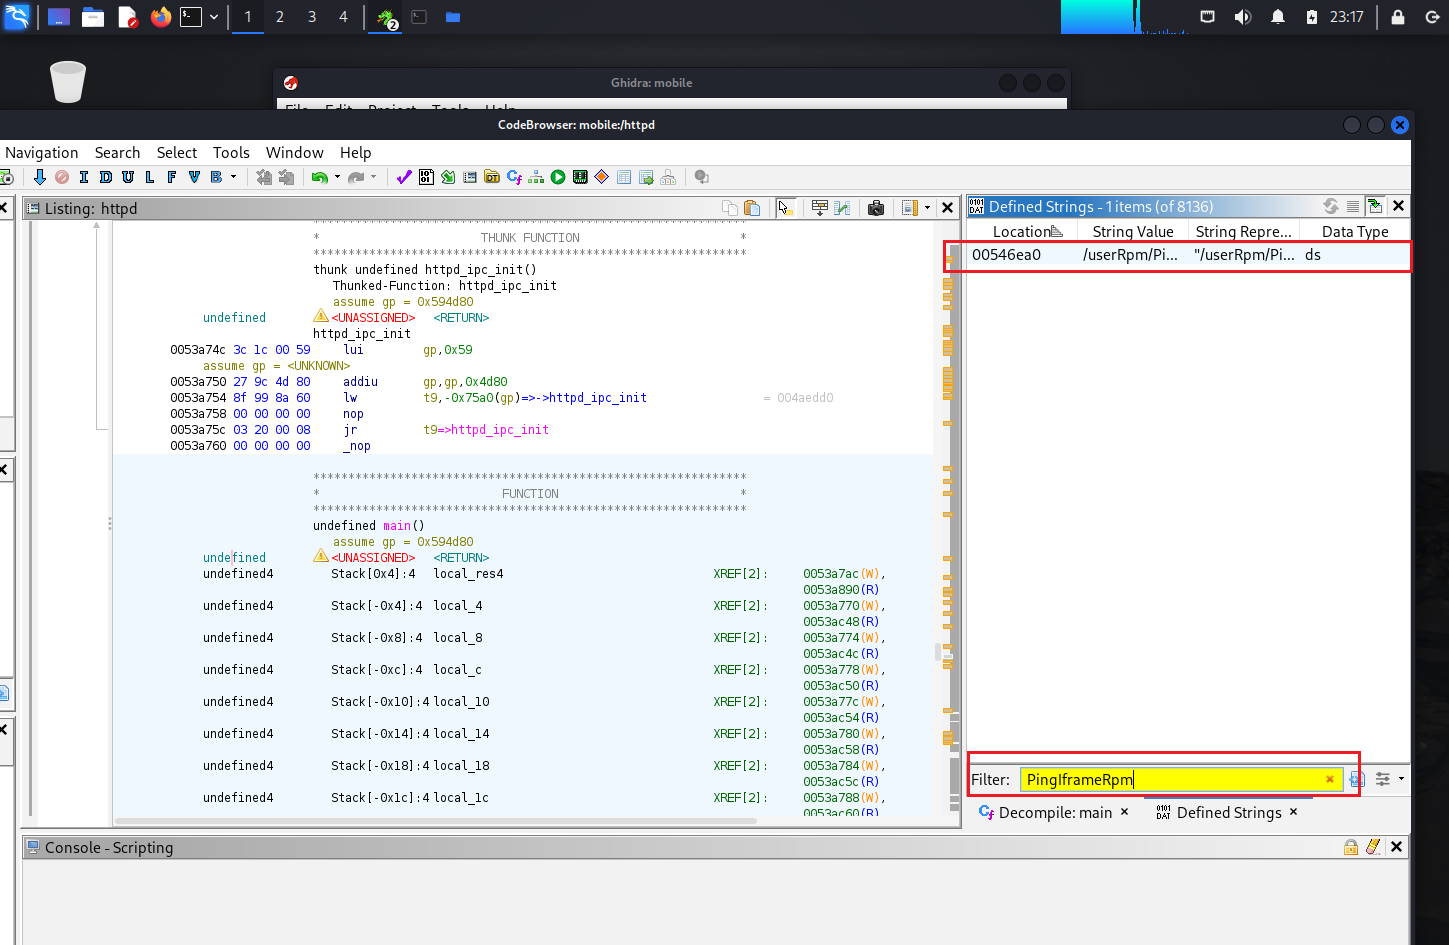 1 2 3 4
2
23:17
Ghidra: mobile
File Edit Project Tools Help
CodeBrowser: mobile:/httpd
Navigation Search Select Tools Window Help
I D U L F V B
Listing: httpd
Defined Strings - 1 items (of 8136)
Location String Value String Repre... Data Type
00546ea0 /userRpm/Pi... "/userRpm/Pi... ds
* THUNK FUNCTION *
**************************************************************
thunk undefined httpd_ipc_init()
Thunked-Function: httpd_ipc_init
assume gp = 0x594d80
undefined <UNASSIGNED> <RETURN>
httpd_ipc_init
0053a74c 3c 1c 00 59 lui gp,0x59
assume gp = <UNKNOWN>
0053a750 27 9c 4d 80 addiu gp,gp,0x4d80
0053a754 8f 99 8a 60 lw t9,-0x75a0(gp)=>->httpd_ipc_init = 004aedd0
0053a758 00 00 00 00 nop
0053a75c 03 20 00 08 jr t9=>httpd_ipc_init
0053a760 00 00 00 00 _nop
**************************************************************
* FUNCTION *
**************************************************************
undefined main()
assume gp = 0x594d80
undefined <UNASSIGNED> <RETURN>
undefined4 Stack[0x4]:4 local_res4 XREF[2]: 0053a7ac(W),
0053a890(R)
undefined4 Stack[-0x4]:4 local_4 XREF[2]: 0053a770(W),
0053ac48(R)
undefined4 Stack[-0x8]:4 local_8 XREF[2]: 0053a774(W),
0053ac4c(R)
undefined4 Stack[-0xc]:4 local_c XREF[2]: 0053a778(W),
0053ac50(R)
undefined4 Stack[-0x10]:4 local_10 XREF[2]: 0053a77c(W),
0053ac54(R)
undefined4 Stack[-0x14]:4 local_14 XREF[2]: 0053a780(W),
0053ac58(R)
undefined4 Stack[-0x18]:4 local_18 XREF[2]: 0053a784(W),
0053ac5c(R)
undefined4 Stack[-0x1c]:4 local_1c XREF[2]: 0053a788(W),
0053ac60(R)
Filter: PingIframeRpm
Decompile: main × Defined Strings ×
Console - Scripting